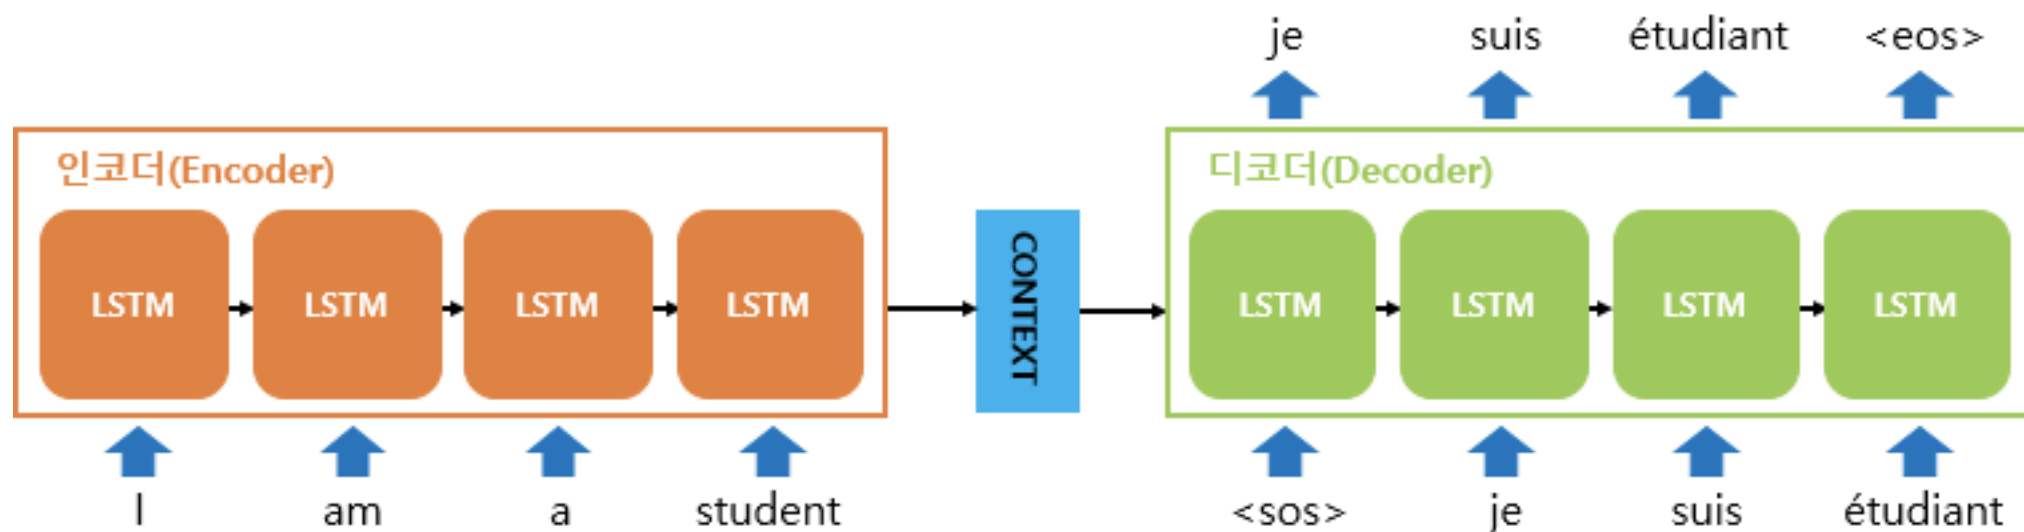 je suis étudiant <eos>
인코더(Encoder)
디코더(Decoder)
LSTM LSTM LSTM LSTM
CONTEXT
LSTM LSTM LSTM LSTM
I am a student
<sos> je suis étudiant